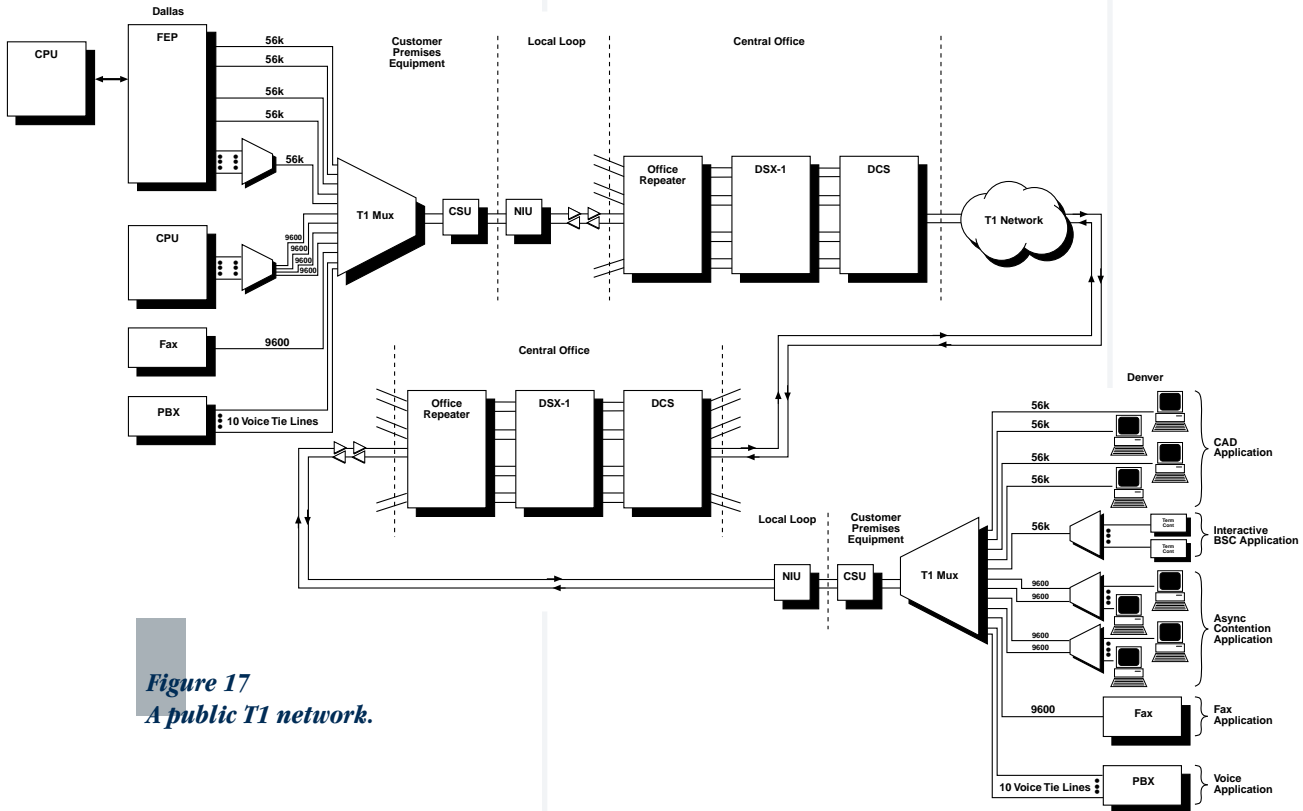 Dallas
FEP
CPU
56k
56k
56k
56k
56k
Customer
Premises
Equipment
Local Loop
Central Office
T1 Mux
CSU
NIU
Office
Repeater
DSX-1
DCS
T1 Network
CPU
9600
9600
9600
9600
Fax
9600
PBX
10 Voice Tie Lines
Central Office
Office
Repeater
DSX-1
DCS
Local Loop
Customer
Premises
Equipment
NIU
CSU
T1 Mux
Denver
56k
56k
56k
56k
56k
CAD
Application
Term
Cont
Term
Cont
Interactive
BSC Application
9600
9600
9600
9600
Async
Contention
Application
9600
Fax
Fax
Application
10 Voice Tie Lines
PBX
Voice
Application
Figure 17
A public T1 network.